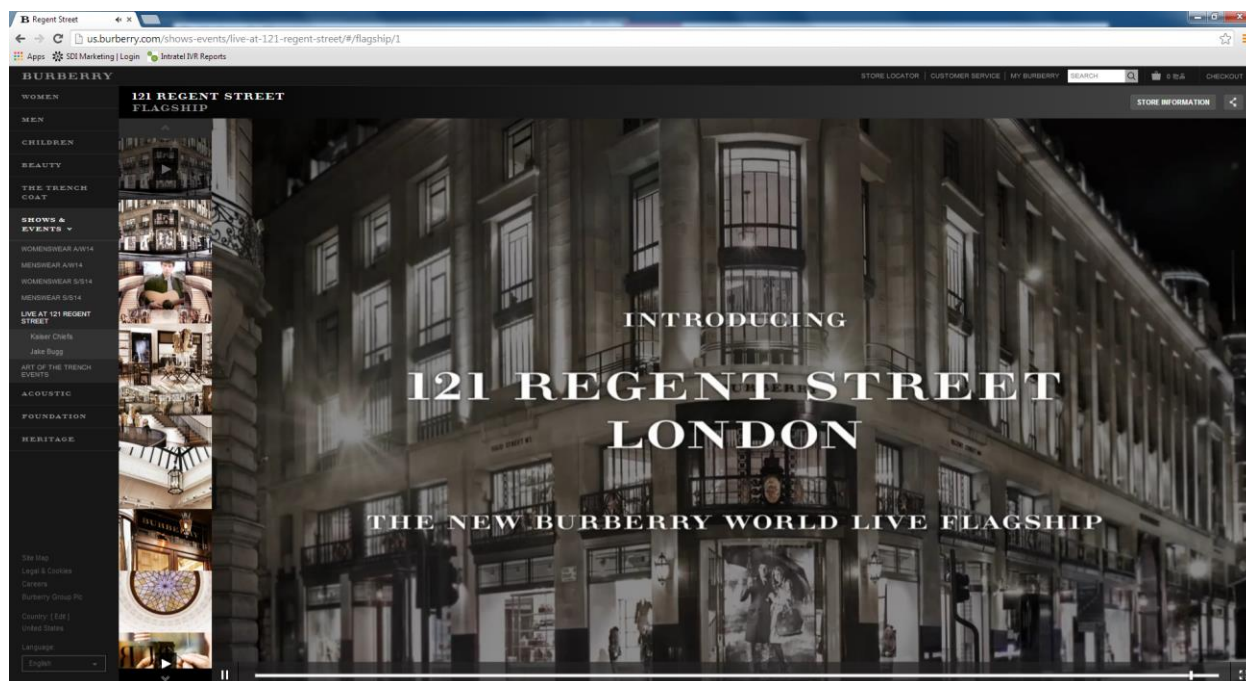 B Regent Street
us.burberry.com/shows-events/live-at-121-regent-street/#/flagship/1
Apps SDI Marketing | Login Intratel IVR Reports
BURBERRY
STORE LOCATOR | CUSTOMER SERVICE | MY BURBERRY SEARCH 0 CHECKOUT
121 REGENT STREET
FLAGSHIP
STORE INFORMATION
WOMEN
MEN
CHILDREN
BEAUTY
THE TRENCH
COAT
SHOWS &
EVENTS
WOMENSWEAR A/W14
MENSWEAR A/W14
WOMENSWEAR S/S14
MENSWEAR S/S14
LIVE AT 121 REGENT
STREET
Kaiser Chiefs
Jake Bugg
ART OF THE TRENCH
EVENTS
ACOUSTIC
FOUNDATION
HERITAGE
Site Map
Legal & Cookies
Careers
Burberry Group Plc
Country: [ Edit ]
United States
Language:
English
BURBERRY
INTRODUCING
121 REGENT STREET
LONDON
THE NEW BURBERRY WORLD LIVE FLAGSHIP